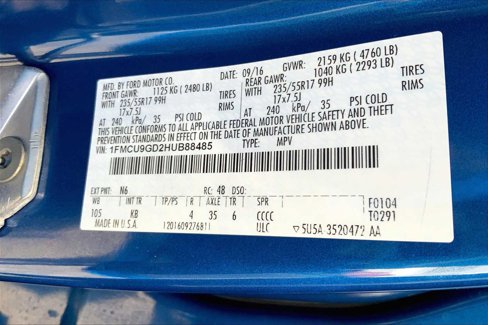 MFD. BY FORD MOTOR CO.
DATE: 09/16 GVWR: 2159 KG ( 4760 LB)
FRONT GAWR: 1125 KG ( 2480 LB) REAR GAWR: 1040 KG ( 2293 LB)
WITH 235/55R17 99H TIRES WITH 235/55R17 99H TIRES
17x7.5J RIMS 17x7.5J RIMS
AT 240 kPa/ 35 PSI COLD AT 240 kPa/ 35 PSI COLD
THIS VEHICLE CONFORMS TO ALL APPLICABLE FEDERAL MOTOR VEHICLE SAFETY AND THEFT
PREVENTION STANDARDS IN EFFECT ON THE DATE OF MANUFACTURE SHOWN ABOVE.
VIN: 1FMCU9GD2HUB88485 TYPE: MPV
EXT PNT: N6 RC: 48 DSO:
WB INT TR TP/PS R AXLE TR SPR F0104
105 KB 4 35 6 CCCC T0291
MADE IN U.S.A. 1201609276811 ULC 5U5A 3520472 AA